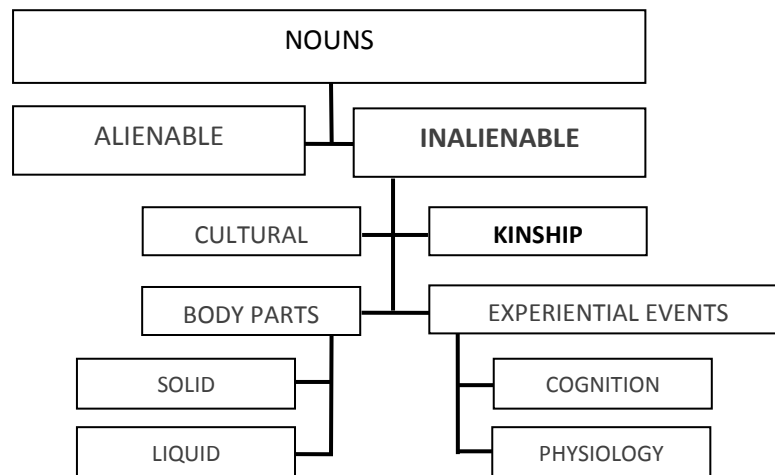 NOUNS
ALIENABLE
INALIENABLE
CULTURAL
KINSHIP
BODY PARTS
EXPERIENTIAL EVENTS
SOLID
COGNITION
LIQUID
PHYSIOLOGY